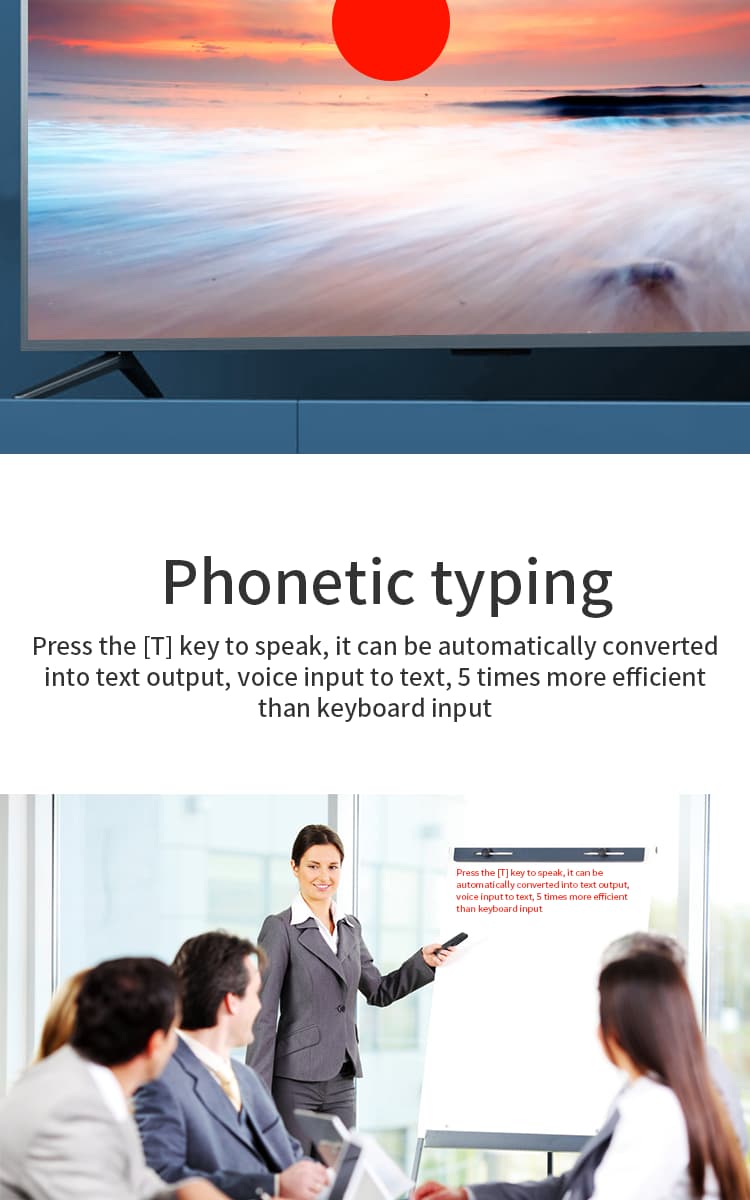 Phonetic typing
Press the [T] key to speak, it can be automatically converted
into text output, voice input to text, 5 times more efficient
than keyboard input
Press the [T] key to speak, it can be
automatically converted into text output,
voice input to text, 5 times more efficient
than keyboard input